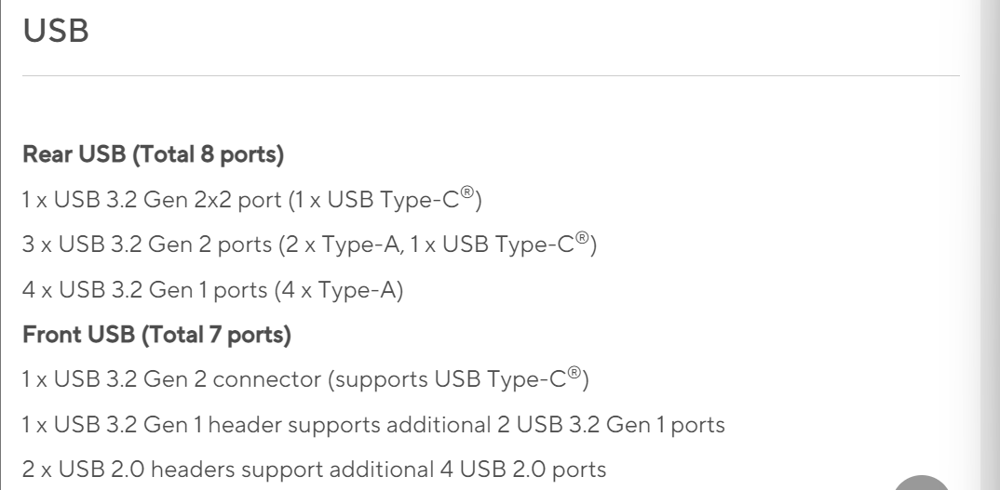 USB
Rear USB (Total 8 ports)
1 x USB 3.2 Gen 2x2 port (1 x USB Type-C®)
3 x USB 3.2 Gen 2 ports (2 x Type-A, 1 x USB Type-C®)
4 x USB 3.2 Gen 1 ports (4 x Type-A)
Front USB (Total 7 ports)
1 x USB 3.2 Gen 2 connector (supports USB Type-C®)
1 x USB 3.2 Gen 1 header supports additional 2 USB 3.2 Gen 1 ports
2 x USB 2.0 headers support additional 4 USB 2.0 ports